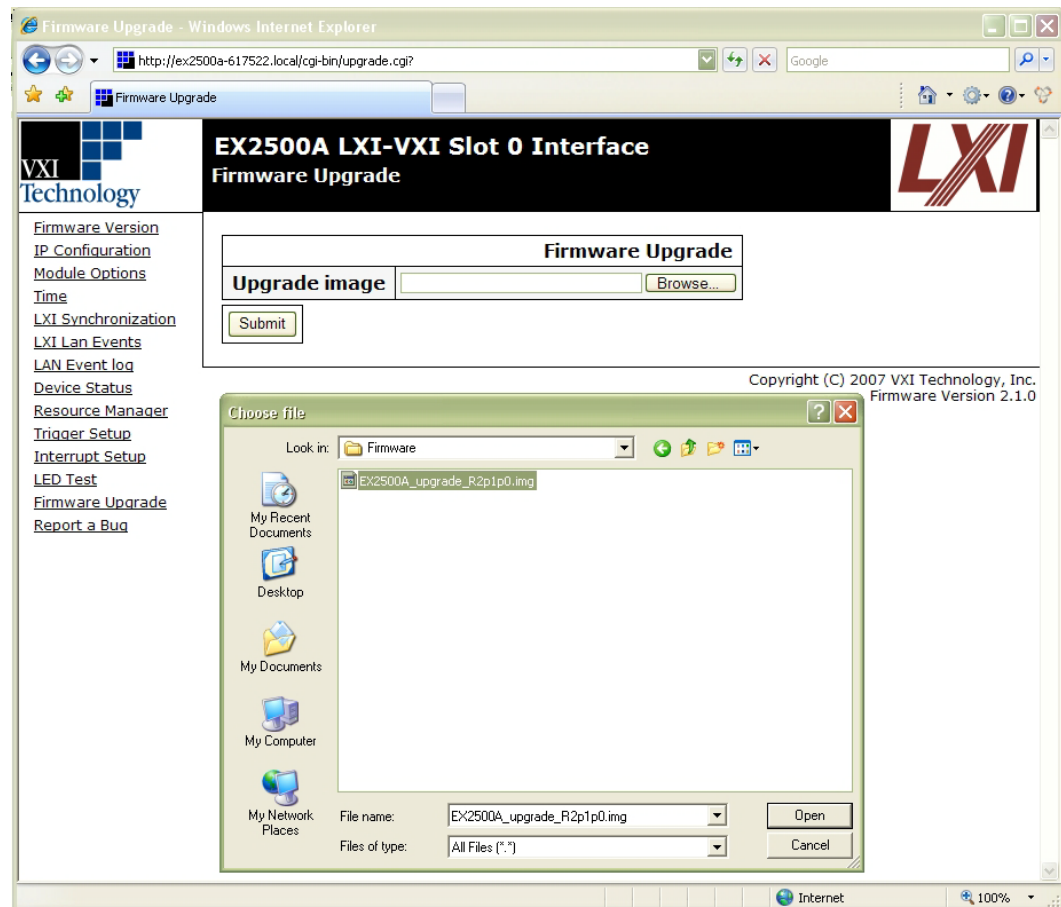 Firmware Upgrade - Windows Internet Explorer
http://ex2500a-617522.local/cgi-bin/upgrade.cgi?
Google
Firmware Upgrade
VXI
Technology
EX2500A LXI-VXI Slot 0 Interface
Firmware Upgrade
LXI
Firmware Version
IP Configuration
Module Options
Time
LXI Synchronization
LXI Lan Events
LAN Event log
Device Status
Resource Manager
Trigger Setup
Interrupt Setup
LED Test
Firmware Upgrade
Report a Bug
Firmware Upgrade
Upgrade image
Browse...
Submit
Copyright (C) 2007 VXI Technology, Inc.
Firmware Version 2.1.0
Choose file
Look in:
Firmware
EX2500A_upgrade_R2p1p0.img
My Recent
Documents
Desktop
My Documents
My Computer
My Network
Places
File name:
EX2500A_upgrade_R2p1p0.img
Open
Files of type:
All Files (*.*)
Cancel
Internet
100%